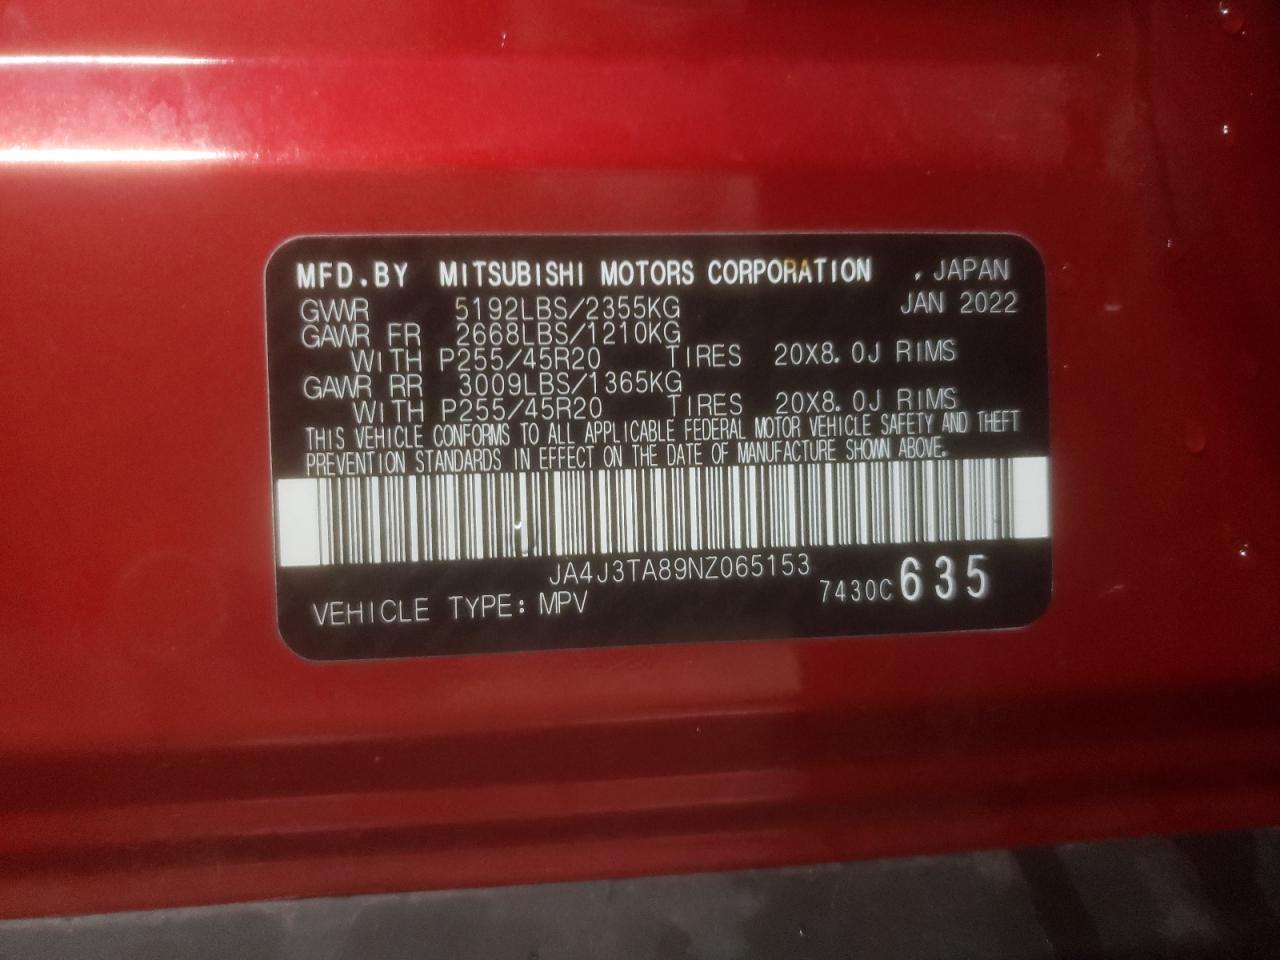 MFD.BY MITSUBISHI MOTORS CORPORATION , JAPAN
GVWR 5192LBS/2355KG JAN 2022
GAWR FR 2668LBS/1210KG
WITH P255/45R20 TIRES 20X8.0J RIMS
GAWR RR 3009LBS/1365KG
WITH P255/45R20 TIRES 20X8.0J RIMS
THIS VEHICLE CONFORMS TO ALL APPLICABLE FEDERAL MOTOR VEHICLE SAFETY AND THEFT
PREVENTION STANDARDS IN EFFECT ON THE DATE OF MANUFACTURE SHOWN ABOVE.
JA4J3TA89NZ065153
VEHICLE TYPE: MPV 7430C 635